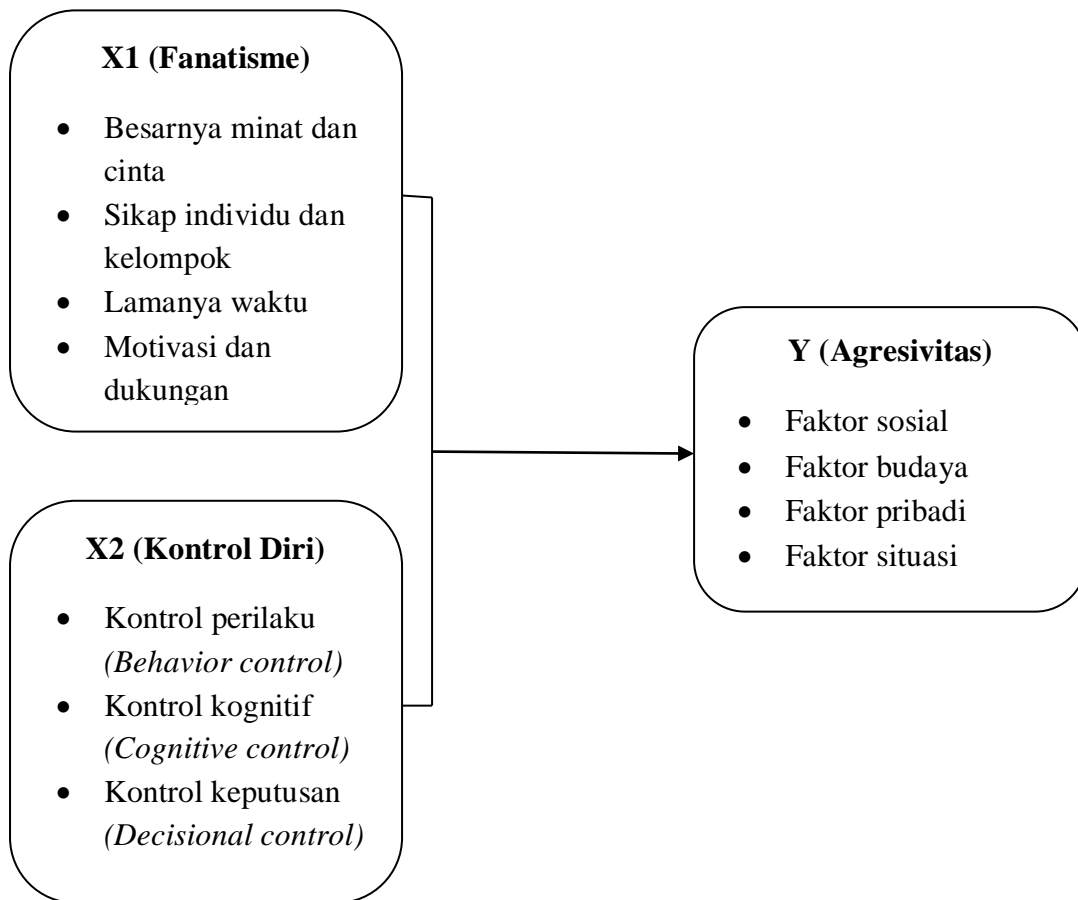 X1 (Fanatisme)
• Besarnya minat dan
cinta
• Sikap individu dan
kelompok
• Lamanya waktu
• Motivasi dan
dukungan
X2 (Kontrol Diri)
• Kontrol perilaku
(Behavior control)
• Kontrol kognitif
(Cognitive control)
• Kontrol keputusan
(Decisional control)
Y (Agresivitas)
• Faktor sosial
• Faktor budaya
• Faktor pribadi
• Faktor situasi